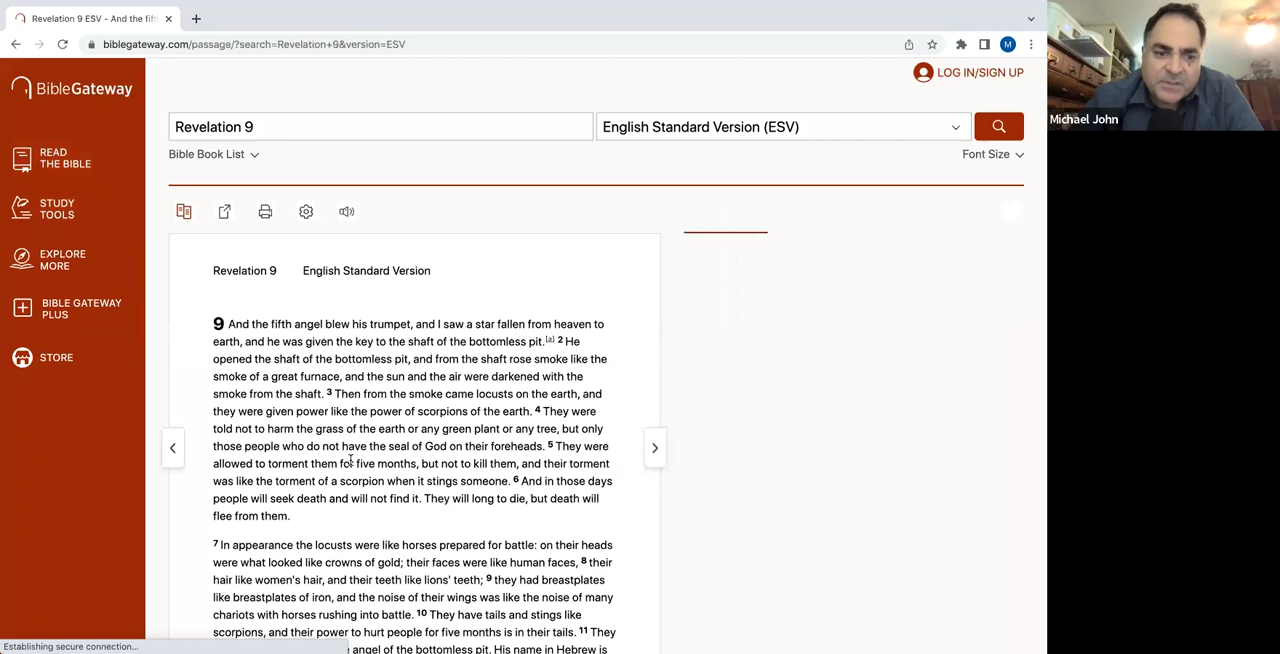 Revelation 9 ESV - And the fift
biblegateway.com/passage/?search=Revelation+9&version=ESV
M
BibleGateway
LOG IN/SIGN UP
Michael John
Revelation 9
English Standard Version (ESV)
Bible Book List
Font Size
READ
THE BIBLE
STUDY
TOOLS
EXPLORE
MORE
BIBLE GATEWAY
PLUS
STORE
Revelation 9 English Standard Version
9 And the fifth angel blew his trumpet, and I saw a star fallen from heaven to
earth, and he was given the key to the shaft of the bottomless pit.[a] 2 He
opened the shaft of the bottomless pit, and from the shaft rose smoke like the
smoke of a great furnace, and the sun and the air were darkened with the
smoke from the shaft. 3 Then from the smoke came locusts on the earth, and
they were given power like the power of scorpions of the earth. 4 They were
told not to harm the grass of the earth or any green plant or any tree, but only
those people who do not have the seal of God on their foreheads. 5 They were
allowed to torment them for five months, but not to kill them, and their torment
was like the torment of a scorpion when it stings someone. 6 And in those days
people will seek death and will not find it. They will long to die, but death will
flee from them.
7 In appearance the locusts were like horses prepared for battle: on their heads
were what looked like crowns of gold; their faces were like human faces, 8 their
hair like women's hair, and their teeth like lions' teeth; 9 they had breastplates
like breastplates of iron, and the noise of their wings was like the noise of many
chariots with horses rushing into battle. 10 They have tails and stings like
scorpions, and their power to hurt people for five months is in their tails. 11 They
angel of the bottomless pit. His name in Hebrew is
Establishing secure connection...